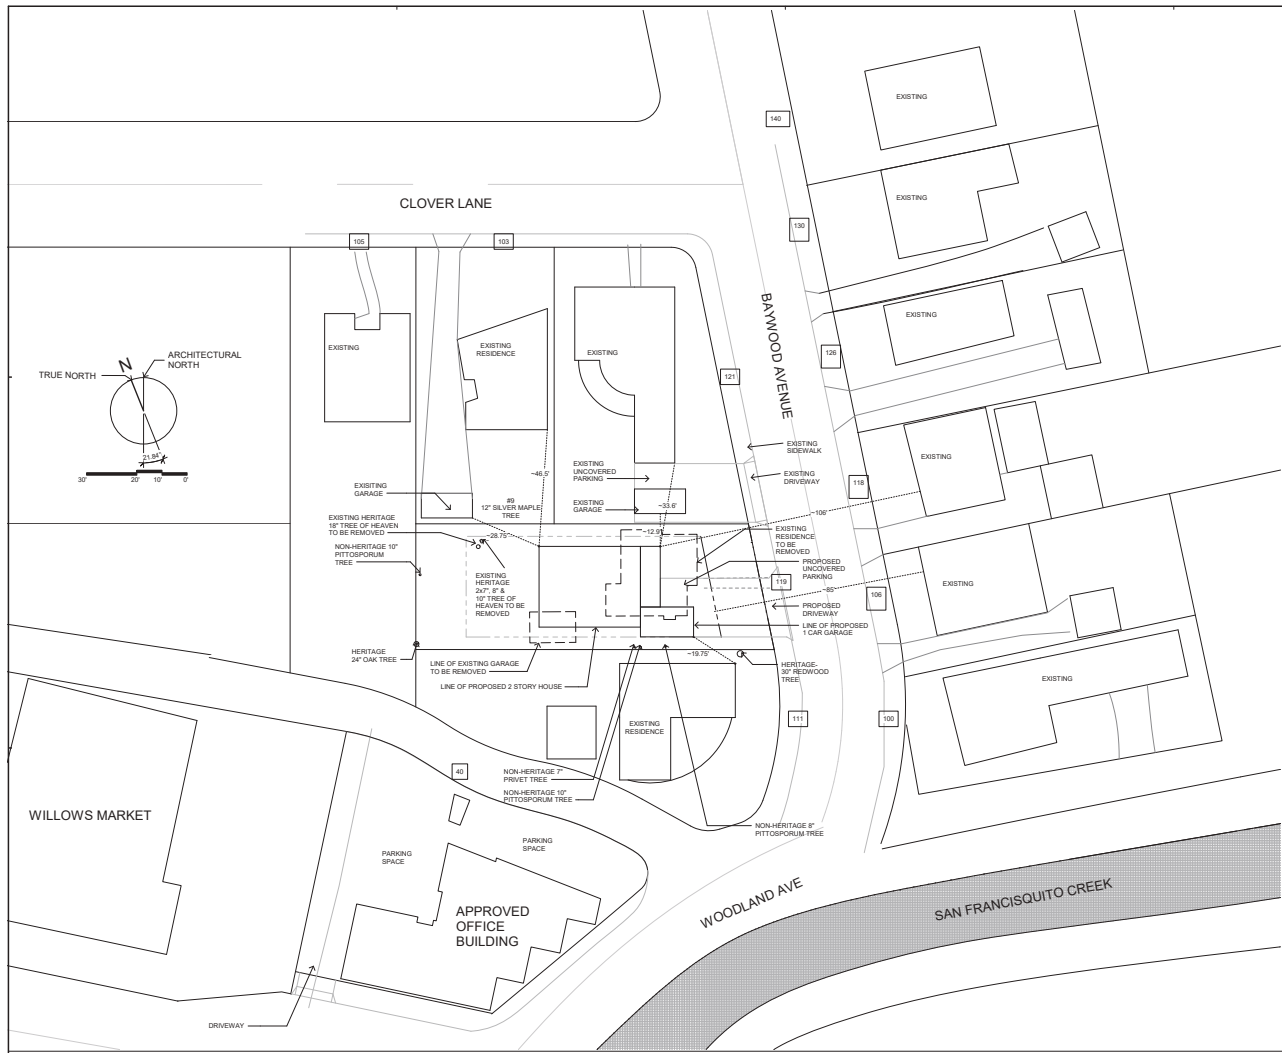 140
EXISTING
EXISTING
CLOVER LANE
130
105
103
BAYWOOD AVENUE
EXISTING
N
ARCHITECTURAL
NORTH
TRUE NORTH
EXISTING
EXISTING
RESIDENCE
EXISTING
126
121
21.84°
30'
20'
10'
0'
EXISTING
SIDEWALK
EXISTING
EXISTING
UNCOVERED
PARKING
~46.5'
EXISTING
DRIVEWAY
118
EXISITING
GARAGE
#9
12" SILVER MAPLE
TREE
EXISTING
GARAGE
~33.6'
~106'
EXISTING HERITAGE
18" TREE OF HEAVEN
TO BE REMOVED
~28.75'
~12.9'
EXISTING
RESIDENCE
TO BE
REMOVED
NON-HERITAGE 10"
PITTOSPORUM
TREE
PROPOSED
UNCOVERED
PARKING
EXISTING
HERITAGE
2x7", 8" &
10" TREE OF
HEAVEN TO BE
REMOVED
119
~85'
EXISTING
106
PROPOSED
DRIVEWAY
LINE OF PROPOSED
1 CAR GARAGE
HERITAGE
24" OAK TREE
~19.75'
LINE OF EXISTING GARAGE
TO BE REMOVED
HERITAGE-
30" REDWOOD
TREE
LINE OF PROPOSED 2 STORY HOUSE
EXISTING
EXISTING
RESIDENCE
111
100
40
NON-HERITAGE 7"
PRIVET TREE
NON-HERITAGE 10"
PITTOSPORUM TREE
WILLOWS MARKET
NON-HERITAGE 8"
PITTOSPORUM TREE
PARKING
SPACE
PARKING
SPACE
WOODLAND AVE
SAN FRANCISQUITO CREEK
APPROVED
OFFICE
BUILDING
DRIVEWAY